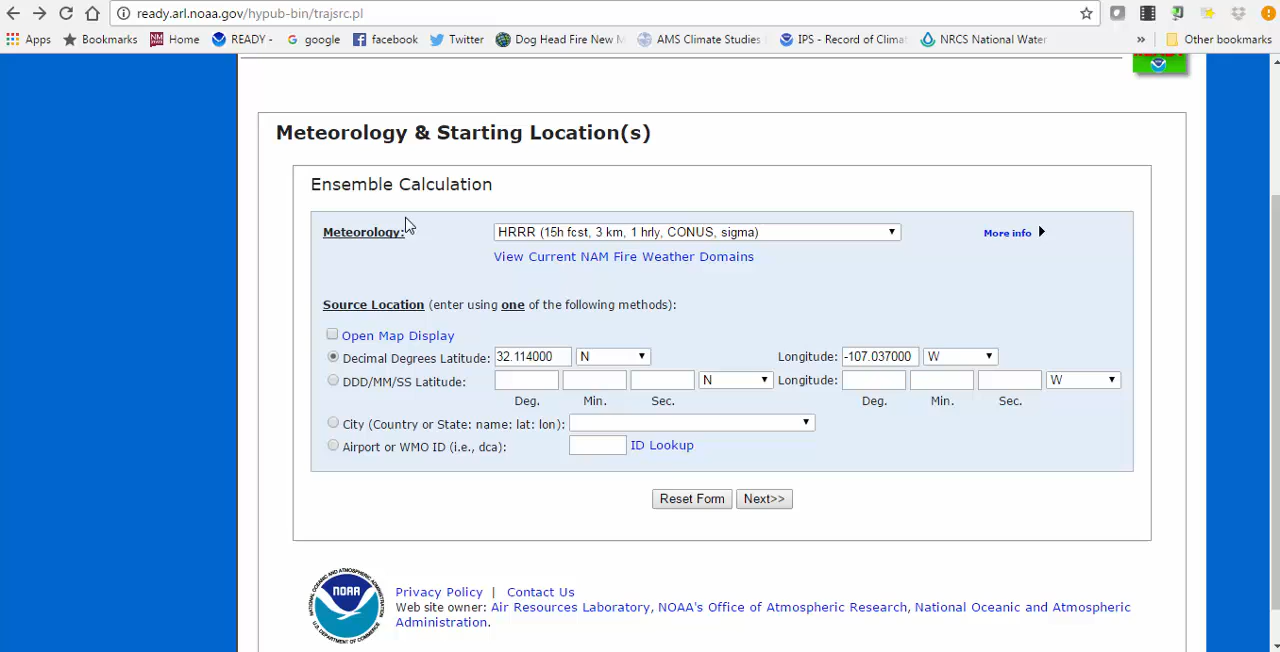 ready.arl.noaa.gov/hypub-bin/trajsrc.pl
Apps Bookmarks Home READY - google facebook Twitter Dog Head Fire New M AMS Climate Studies IPS - Record of Climat NRCS National Water » Other bookmarks
Meteorology & Starting Location(s)
Ensemble Calculation
Meteorology: HRRR (15h fcst, 3 km, 1 hrly, CONUS, sigma) More info
View Current NAM Fire Weather Domains
Source Location (enter using one of the following methods):
Open Map Display
Decimal Degrees Latitude: 32.114000 N Longitude: -107.037000 W
DDD/MM/SS Latitude: N Longitude: W
Deg. Min. Sec. Deg. Min. Sec.
City (Country or State: name: lat: lon):
Airport or WMO ID (i.e., dca): ID Lookup
Reset Form Next>>
NOAA
Privacy Policy | Contact Us
Web site owner: Air Resources Laboratory, NOAA's Office of Atmospheric Research, National Oceanic and Atmospheric
Administration.